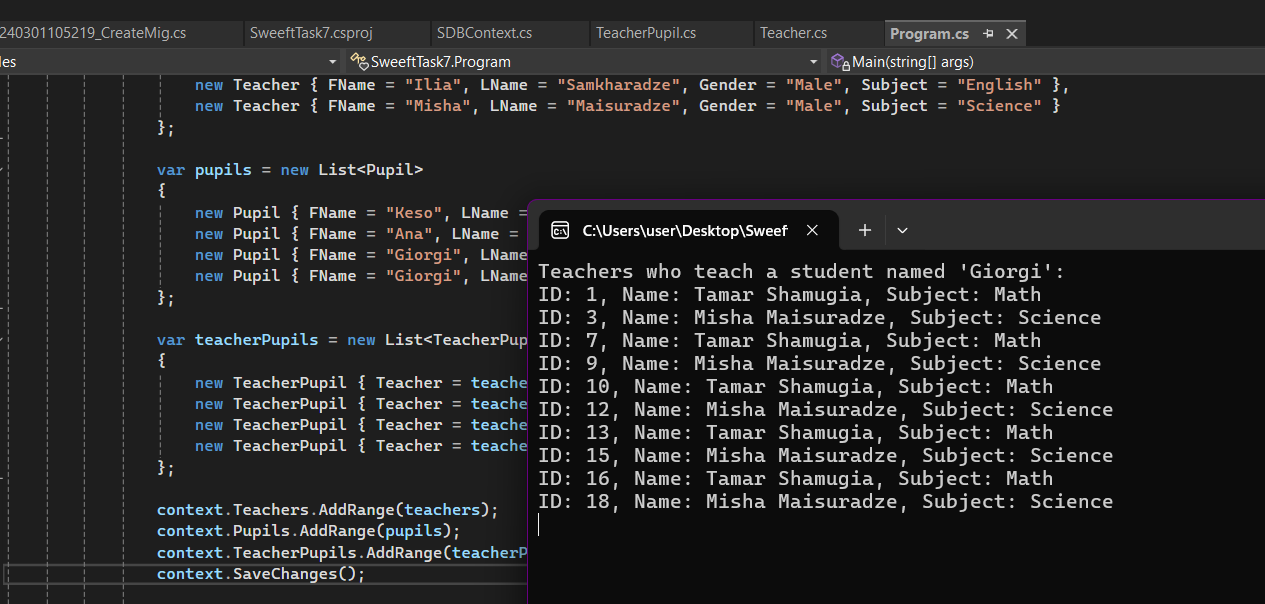 240301105219_CreateMig.cs SweeftTask7.csproj SDBContext.cs TeacherPupil.cs Teacher.cs Program.cs
les SweeftTask7.Program Main(string[] args)
new Teacher { FName = "Ilia", LName = "Samkharadze", Gender = "Male", Subject = "English" },
new Teacher { FName = "Misha", LName = "Maisuradze", Gender = "Male", Subject = "Science" }
};
var pupils = new List<Pupil>
{
new Pupil { FName = "Keso", LName =
new Pupil { FName = "Ana", LName =
new Pupil { FName = "Giorgi", LName
new Pupil { FName = "Giorgi", LName
};
var teacherPupils = new List<TeacherPup
{
new TeacherPupil { Teacher = teache
new TeacherPupil { Teacher = teache
new TeacherPupil { Teacher = teache
new TeacherPupil { Teacher = teache
};
context.Teachers.AddRange(teachers);
context.Pupils.AddRange(pupils);
context.TeacherPupils.AddRange(teacherP
context.SaveChanges();
C:\Users\user\Desktop\Sweef
Teachers who teach a student named 'Giorgi':
ID: 1, Name: Tamar Shamugia, Subject: Math
ID: 3, Name: Misha Maisuradze, Subject: Science
ID: 7, Name: Tamar Shamugia, Subject: Math
ID: 9, Name: Misha Maisuradze, Subject: Science
ID: 10, Name: Tamar Shamugia, Subject: Math
ID: 12, Name: Misha Maisuradze, Subject: Science
ID: 13, Name: Tamar Shamugia, Subject: Math
ID: 15, Name: Misha Maisuradze, Subject: Science
ID: 16, Name: Tamar Shamugia, Subject: Math
ID: 18, Name: Misha Maisuradze, Subject: Science